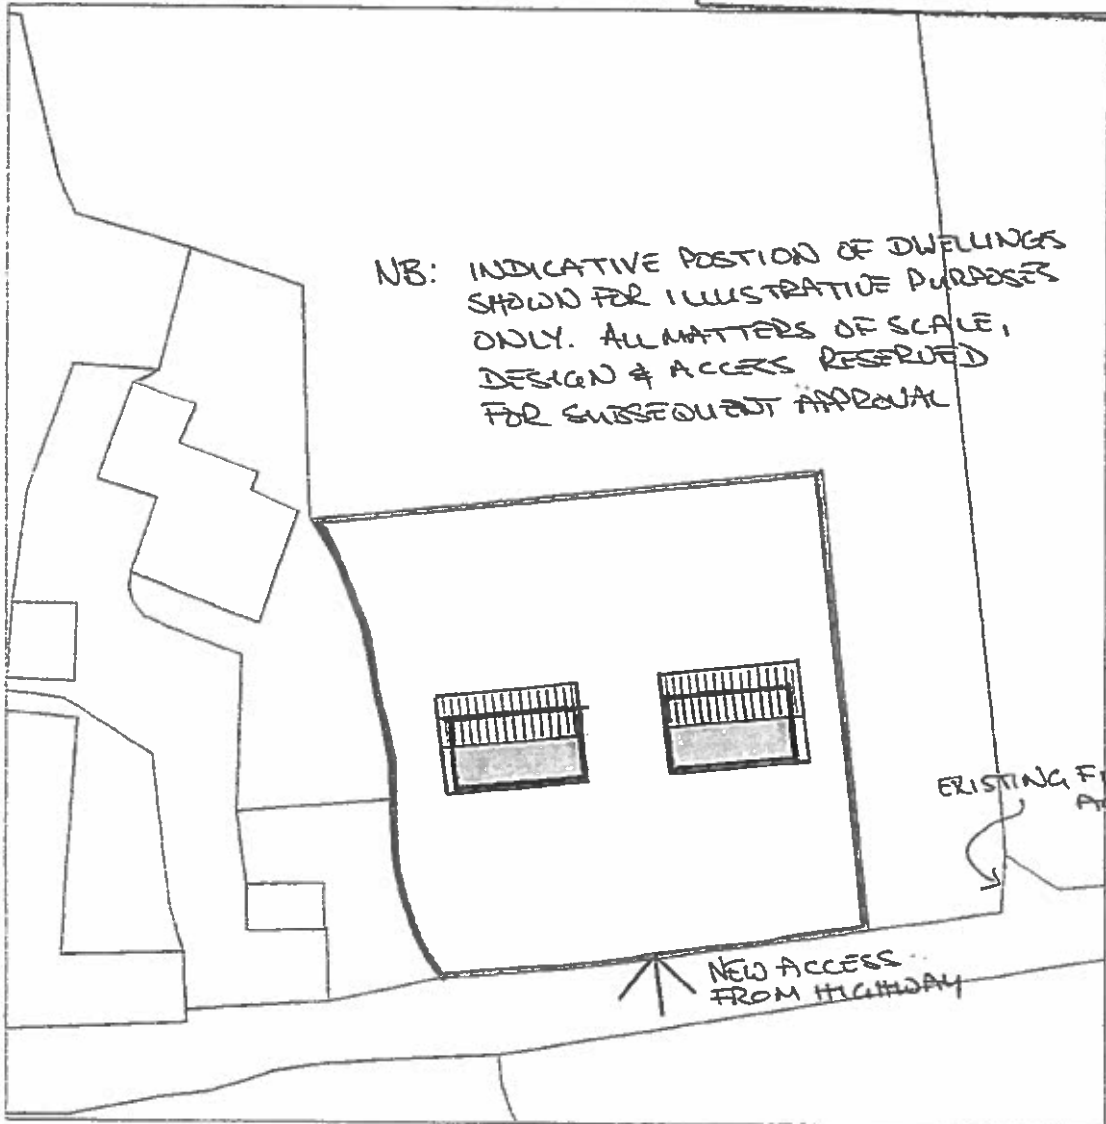 NB: INDICATIVE POSTION OF DWELLINGS
SHOWN FOR ILLUSTRATIVE PURPOSES
ONLY. ALL MATTERS OF SCALE,
DESIGN & ACCESS RESERVED
FOR SUBSEQUENT APPROVAL
EXISTING
NEW ACCESS
FROM HIGHWAY